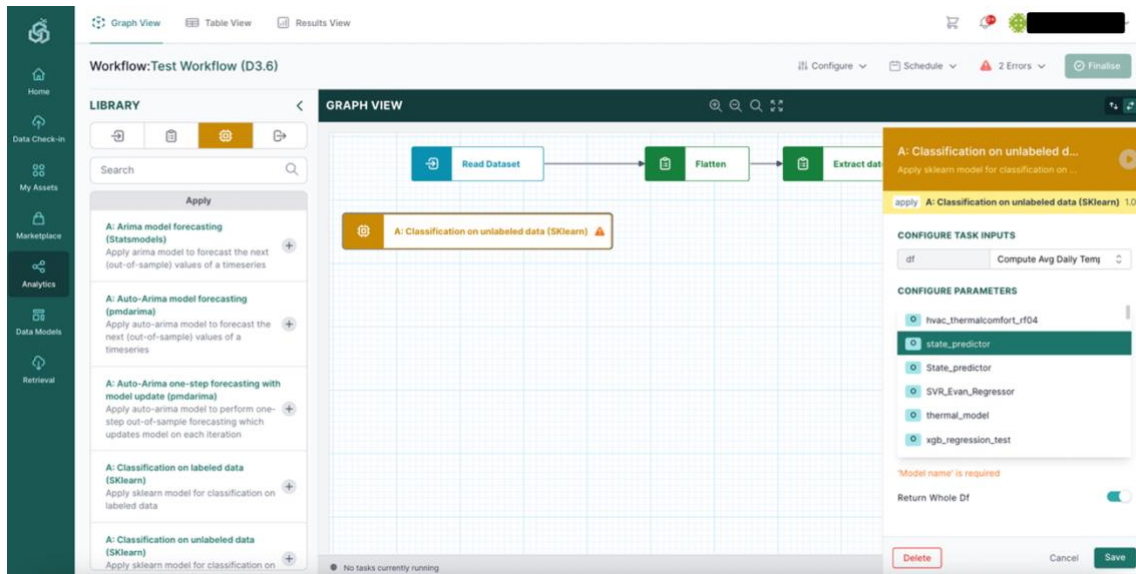 Graph View
Table View
Results View
Workflow:Test Workflow (D3.6)
Configure
Schedule
2 Errors
Finalise
Home
Data Check-in
My Assets
Marketplace
Analytics
Data Models
Retrieval
LIBRARY
Search
Apply
A: Arima model forecasting
(Statsmodels)
Apply arima model to forecast the next
(out-of-sample) values of a timeseries
A: Auto-Arima model forecasting
(pmdarima)
Apply auto-arima model to forecast the
next (out-of-sample) values of a
timeseries
A: Auto-Arima one-step forecasting with
model update (pmdarima)
Apply auto-arima model to perform one-
step out-of-sample forecasting which
updates model on each iteration
A: Classification on labeled data
(SKlearn)
Apply sklearn model for classification on
labeled data
A: Classification on unlabeled data
(SKlearn)
Apply sklearn model for classification on
GRAPH VIEW
Read Dataset
Flatten
Extract dat
A: Classification on unlabeled data (SKlearn)
No tasks currently running
A: Classification on unlabeled d...
Apply sklearn model for classification on ...
apply A: Classification on unlabeled data (SKlearn) 1.0
CONFIGURE TASK INPUTS
df
Compute Avg Daily Temp
CONFIGURE PARAMETERS
hvac_thermalcomfort_rf04
state_predictor
State_predictor
SVR_Evan_Regressor
thermal_model
xgb_regression_test
'Model name' is required
Return Whole Df
Delete
Cancel
Save